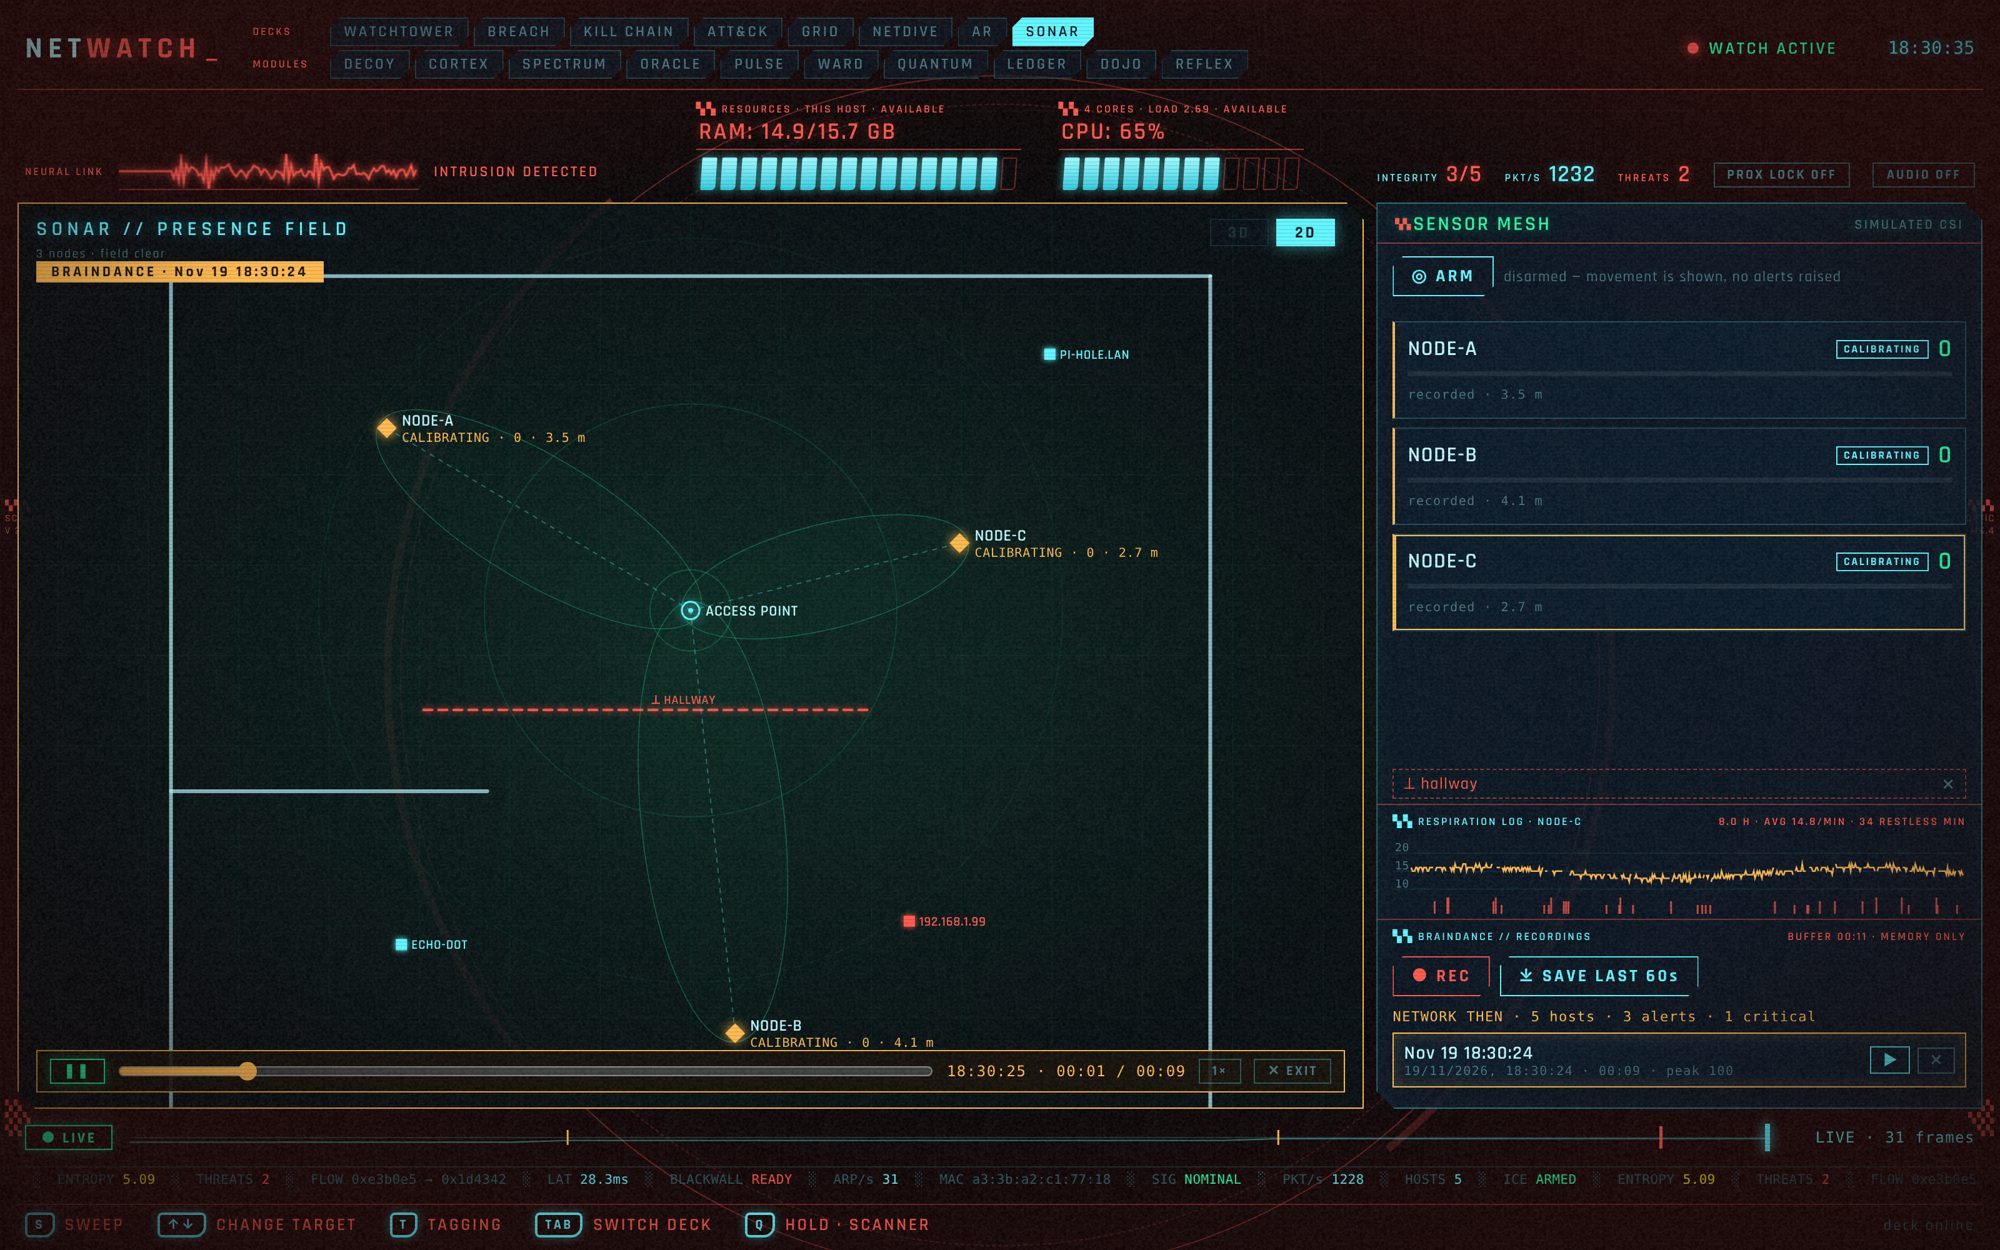 NETWATCH_
DECKS
WATCHTOWER
BREACH
KILL CHAIN
ATT&CK
GRID
NETDIVE
AR
SONAR
WATCH ACTIVE
18:30:35
MODULES
DECOY
CORTEX
SPECTRUM
ORACLE
PULSE
WARD
QUANTUM
LEDGER
DOJO
REFLEX
RESOURCES · THIS HOST · AVAILABLE
RAM: 14.9/15.7 GB
4 CORES · LOAD 2.69 · AVAILABLE
CPU: 65%
NEURAL LINK
INTRUSION DETECTED
INTEGRITY 3/5
PKT/S 1232
THREATS 2
PROX LOCK OFF
AUDIO OFF
SONAR // PRESENCE FIELD
3D
2D
3 nodes · field clear
BRAINDANCE · Nov 19 18:30:24
PI-HOLE.LAN
NODE-A
CALIBRATING · 0 · 3.5 m
NODE-C
CALIBRATING · 0 · 2.7 m
ACCESS POINT
⊥ HALLWAY
192.168.1.99
ECHO-DOT
NODE-B
CALIBRATING · 0 · 4.1 m
18:30:25 · 00:01 / 00:09
1×
✕ EXIT
SENSOR MESH
SIMULATED CSI
◎ ARM
disarmed — movement is shown, no alerts raised
NODE-A
CALIBRATING 0
recorded · 3.5 m
NODE-B
CALIBRATING 0
recorded · 4.1 m
NODE-C
CALIBRATING 0
recorded · 2.7 m
⊥ hallway
✕
RESPIRATION LOG · NODE-C
8.0 H · AVG 14.8/MIN · 34 RESTLESS MIN
20
15
10
BRAINDANCE // RECORDINGS
BUFFER 00:11 · MEMORY ONLY
REC
SAVE LAST 60s
NETWORK THEN · 5 hosts · 3 alerts · 1 critical
Nov 19 18:30:24
19/11/2026, 18:30:24 · 00:09 · peak 100
✕
LIVE
LIVE · 31 frames
ENTROPY 5.09 THREATS 2 FLOW 0xe3b0e5 → 0x1d4342 LAT 28.3ms BLACKWALL READY ARP/s 31 MAC a3:3b:a2:c1:77:18 SIG NOMINAL PKT/s 1228 HOSTS 5 ICE ARMED ENTROPY 5.09 THREATS 2 FLOW 0xe3b0e5
S SWEEP
↑↓ CHANGE TARGET
T TAGGING
TAB SWITCH DECK
Q HOLD · SCANNER
deck online